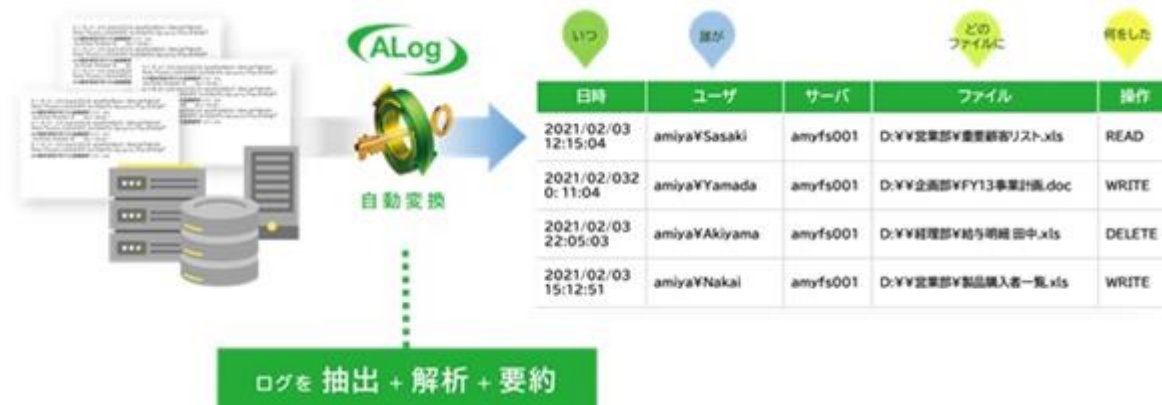 ALog
自動変換
ログを 抽出 + 解析 + 要約
いつ
誰が
どの
ファイルに
何をした
日時 ユーザ サーバ ファイル 操作
2021/02/03
12:15:04 amiya¥Sasaki amyfs001 D:¥¥営業部¥重要顧客リスト.xls READ
2021/02/032
0: 11:04 amiya¥Yamada amyfs001 D:¥¥企画部¥FY13事業計画.doc WRITE
2021/02/03
22:05:03 amiya¥Akiyama amyfs001 D:¥¥経理部¥給与明細 田中.xls DELETE
2021/02/03
15:12:51 amiya¥Nakai amyfs001 D:¥¥営業部¥製品購入者一覧.xls WRITE